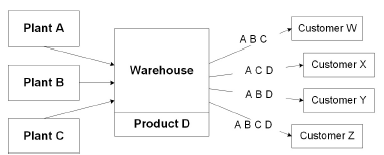 Plant A
Plant B
Plant C
Warehouse
Product D
A B C
A C D
A B D
A B C D
Customer W
Customer X
Customer Y
Customer Z